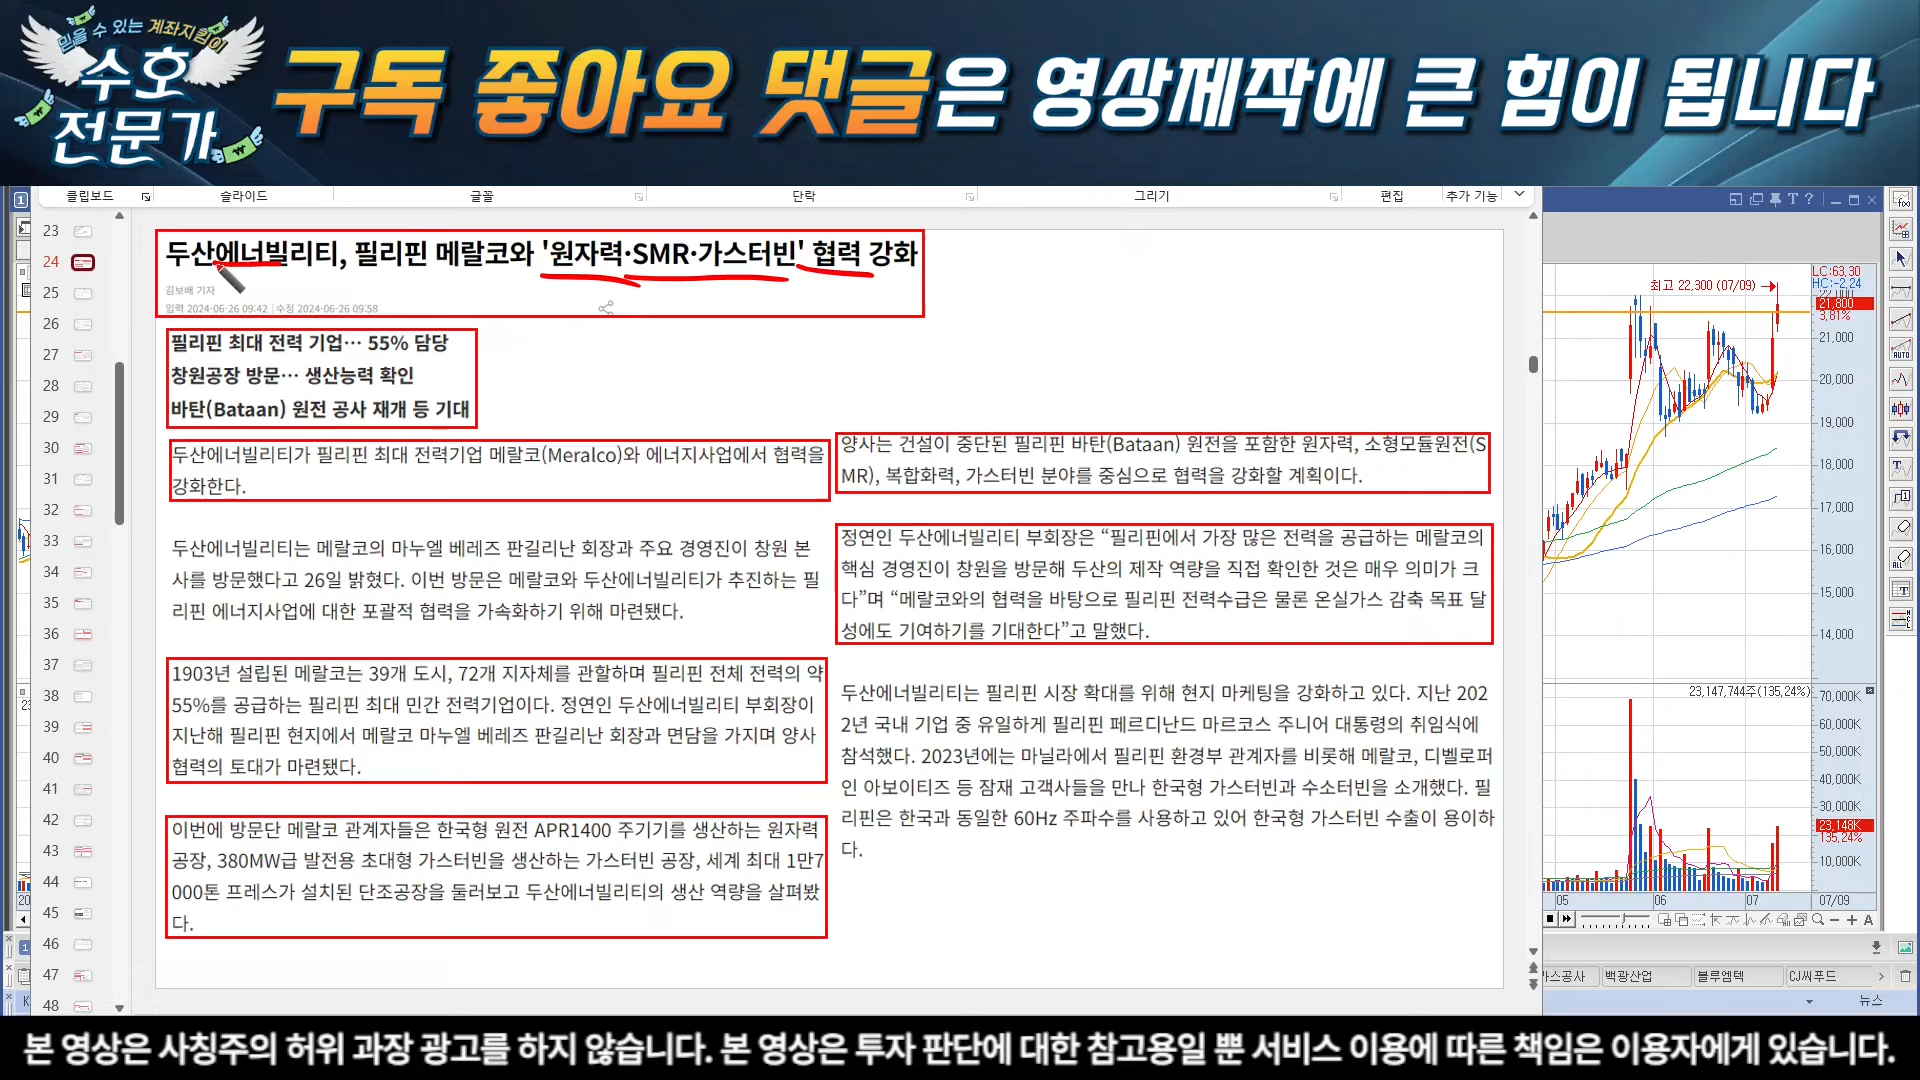 믿을 수 있는 계좌지킴이
수호
전문가
구독 좋아요 댓글은 영상제작에 큰 힘이 됩니다
클립보드 슬라이드 글꼴 단락 그리기 편집 추가 기능
23
24
25
26
27
28
29
30
31
32
33
34
35
36
37
38
39
40
41
42
43
44
45
46
47
48
두산에너빌리티, 필리핀 메랄코와 '원자력·SMR·가스터빈' 협력 강화
김보배 기자
입력 2024-06-26 09:42 | 수정 2024-06-26 09:58
필리핀 최대 전력 기업… 55% 담당
창원공장 방문… 생산능력 확인
바탄(Bataan) 원전 공사 재개 등 기대
두산에너빌리티가 필리핀 최대 전력기업 메랄코(Meralco)와 에너지사업에서 협력을
강화한다.
두산에너빌리티는 메랄코의 마누엘 베레즈 판길리난 회장과 주요 경영진이 창원 본
사를 방문했다고 26일 밝혔다. 이번 방문은 메랄코와 두산에너빌리티가 추진하는 필
리핀 에너지사업에 대한 포괄적 협력을 가속화하기 위해 마련됐다.
1903년 설립된 메랄코는 39개 도시, 72개 지자체를 관할하며 필리핀 전체 전력의 약
55%를 공급하는 필리핀 최대 민간 전력기업이다. 정연인 두산에너빌리티 부회장이
지난해 필리핀 현지에서 메랄코 마누엘 베레즈 판길리난 회장과 면담을 가지며 양사
협력의 토대가 마련됐다.
이번에 방문단 메랄코 관계자들은 한국형 원전 APR1400 주기기를 생산하는 원자력
공장, 380MW급 발전용 초대형 가스터빈을 생산하는 가스터빈 공장, 세계 최대 1만7
000톤 프레스가 설치된 단조공장을 둘러보고 두산에너빌리티의 생산 역량을 살펴봤
다.
양사는 건설이 중단된 필리핀 바탄(Bataan) 원전을 포함한 원자력, 소형모듈원전(S
MR), 복합화력, 가스터빈 분야를 중심으로 협력을 강화할 계획이다.
정연인 두산에너빌리티 부회장은 “필리핀에서 가장 많은 전력을 공급하는 메랄코의
핵심 경영진이 창원을 방문해 두산의 제작 역량을 직접 확인한 것은 매우 의미가 크
다”며 “메랄코와의 협력을 바탕으로 필리핀 전력수급은 물론 온실가스 감축 목표 달
성에도 기여하기를 기대한다”고 말했다.
두산에너빌리티는 필리핀 시장 확대를 위해 현지 마케팅을 강화하고 있다. 지난 202
2년 국내 기업 중 유일하게 필리핀 페르디난드 마르코스 주니어 대통령의 취임식에
참석했다. 2023년에는 마닐라에서 필리핀 환경부 관계자를 비롯해 메랄코, 디벨로퍼
인 아보이티즈 등 잠재 고객사들을 만나 한국형 가스터빈과 수소터빈을 소개했다. 필
리핀은 한국과 동일한 60Hz 주파수를 사용하고 있어 한국형 가스터빈 수출이 용이하
다.
최고 22,300 (07/09)
LC:63,30
HC:-2,24
21,800
3,81%
21,000
20,000
19,000
18,000
17,000
16,000
15,000
14,000
23,147,744주(135,24%)
70,000K
60,000K
50,000K
40,000K
30,000K
23,148K
135,24%
10,000K
05 06 07 07/09
가스공사 백광산업 블루엠텍 CJ씨푸드
뉴스
본 영상은 사칭주의 허위 과장 광고를 하지 않습니다. 본 영상은 투자 판단에 대한 참고용일 뿐 서비스 이용에 따른 책임은 이용자에게 있습니다.